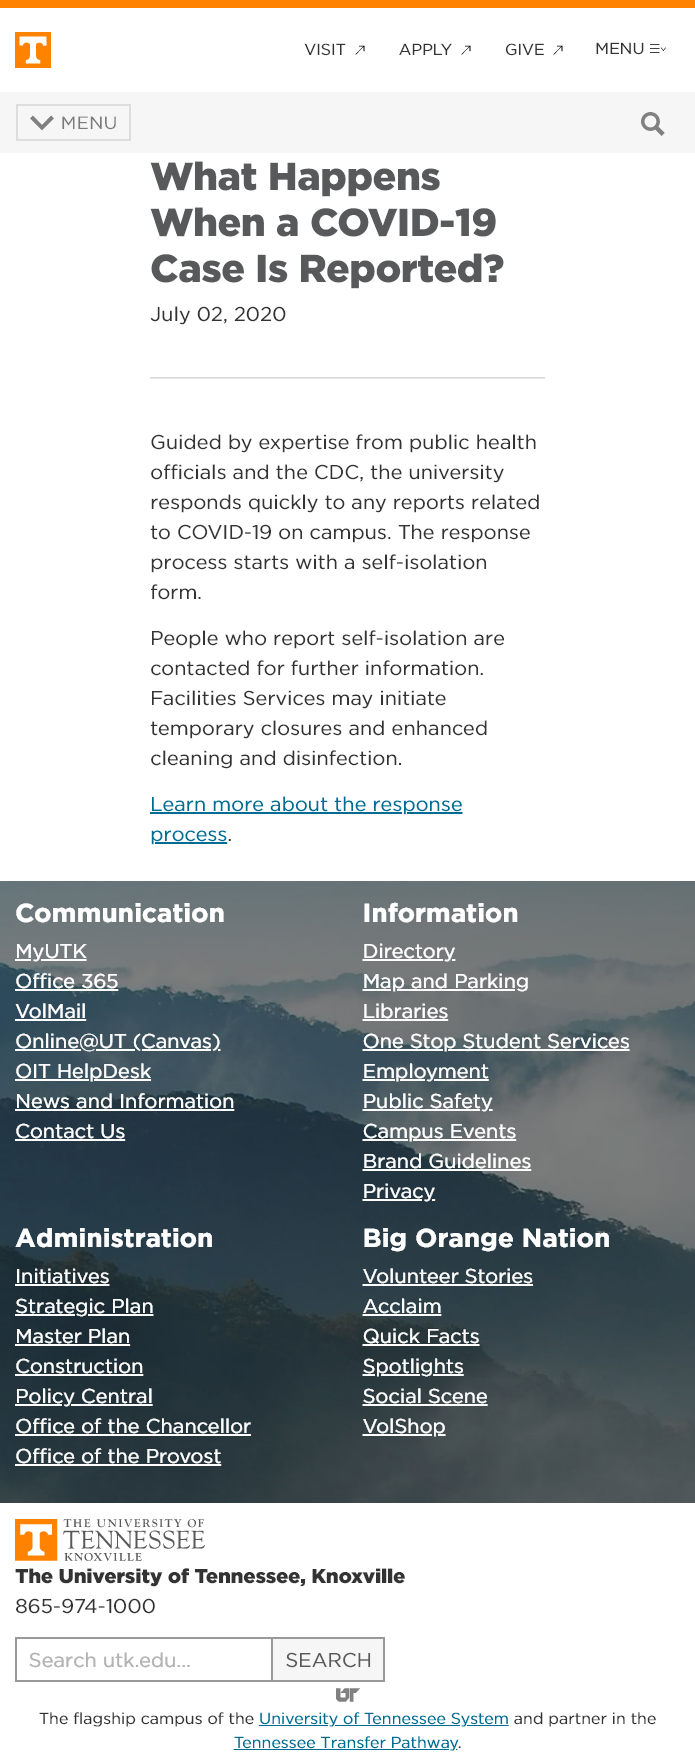 T
VISIT
APPLY
GIVE
MENU
MENU
What Happens
When a COVID-19
Case Is Reported?
July 02, 2020
Guided by expertise from public health
officials and the CDC, the university
responds quickly to any reports related
to COVID-19 on campus. The response
process starts with a self-isolation
form.
People who report self-isolation are
contacted for further information.
Facilities Services may initiate
temporary closures and enhanced
cleaning and disinfection.
Learn more about the response
process.
Communication
MyUTK
Office 365
VolMail
Online@UT (Canvas)
OIT HelpDesk
News and Information
Contact Us
Information
Directory
Map and Parking
Libraries
One Stop Student Services
Employment
Public Safety
Campus Events
Brand Guidelines
Privacy
Administration
Initiatives
Strategic Plan
Master Plan
Construction
Policy Central
Office of the Chancellor
Office of the Provost
Big Orange Nation
Volunteer Stories
Acclaim
Quick Facts
Spotlights
Social Scene
VolShop
T
THE UNIVERSITY OF
TENNESSEE
KNOXVILLE
The University of Tennessee, Knoxville
865-974-1000
Search utk.edu... SEARCH
UT
The flagship campus of the University of Tennessee System and partner in the
Tennessee Transfer Pathway.